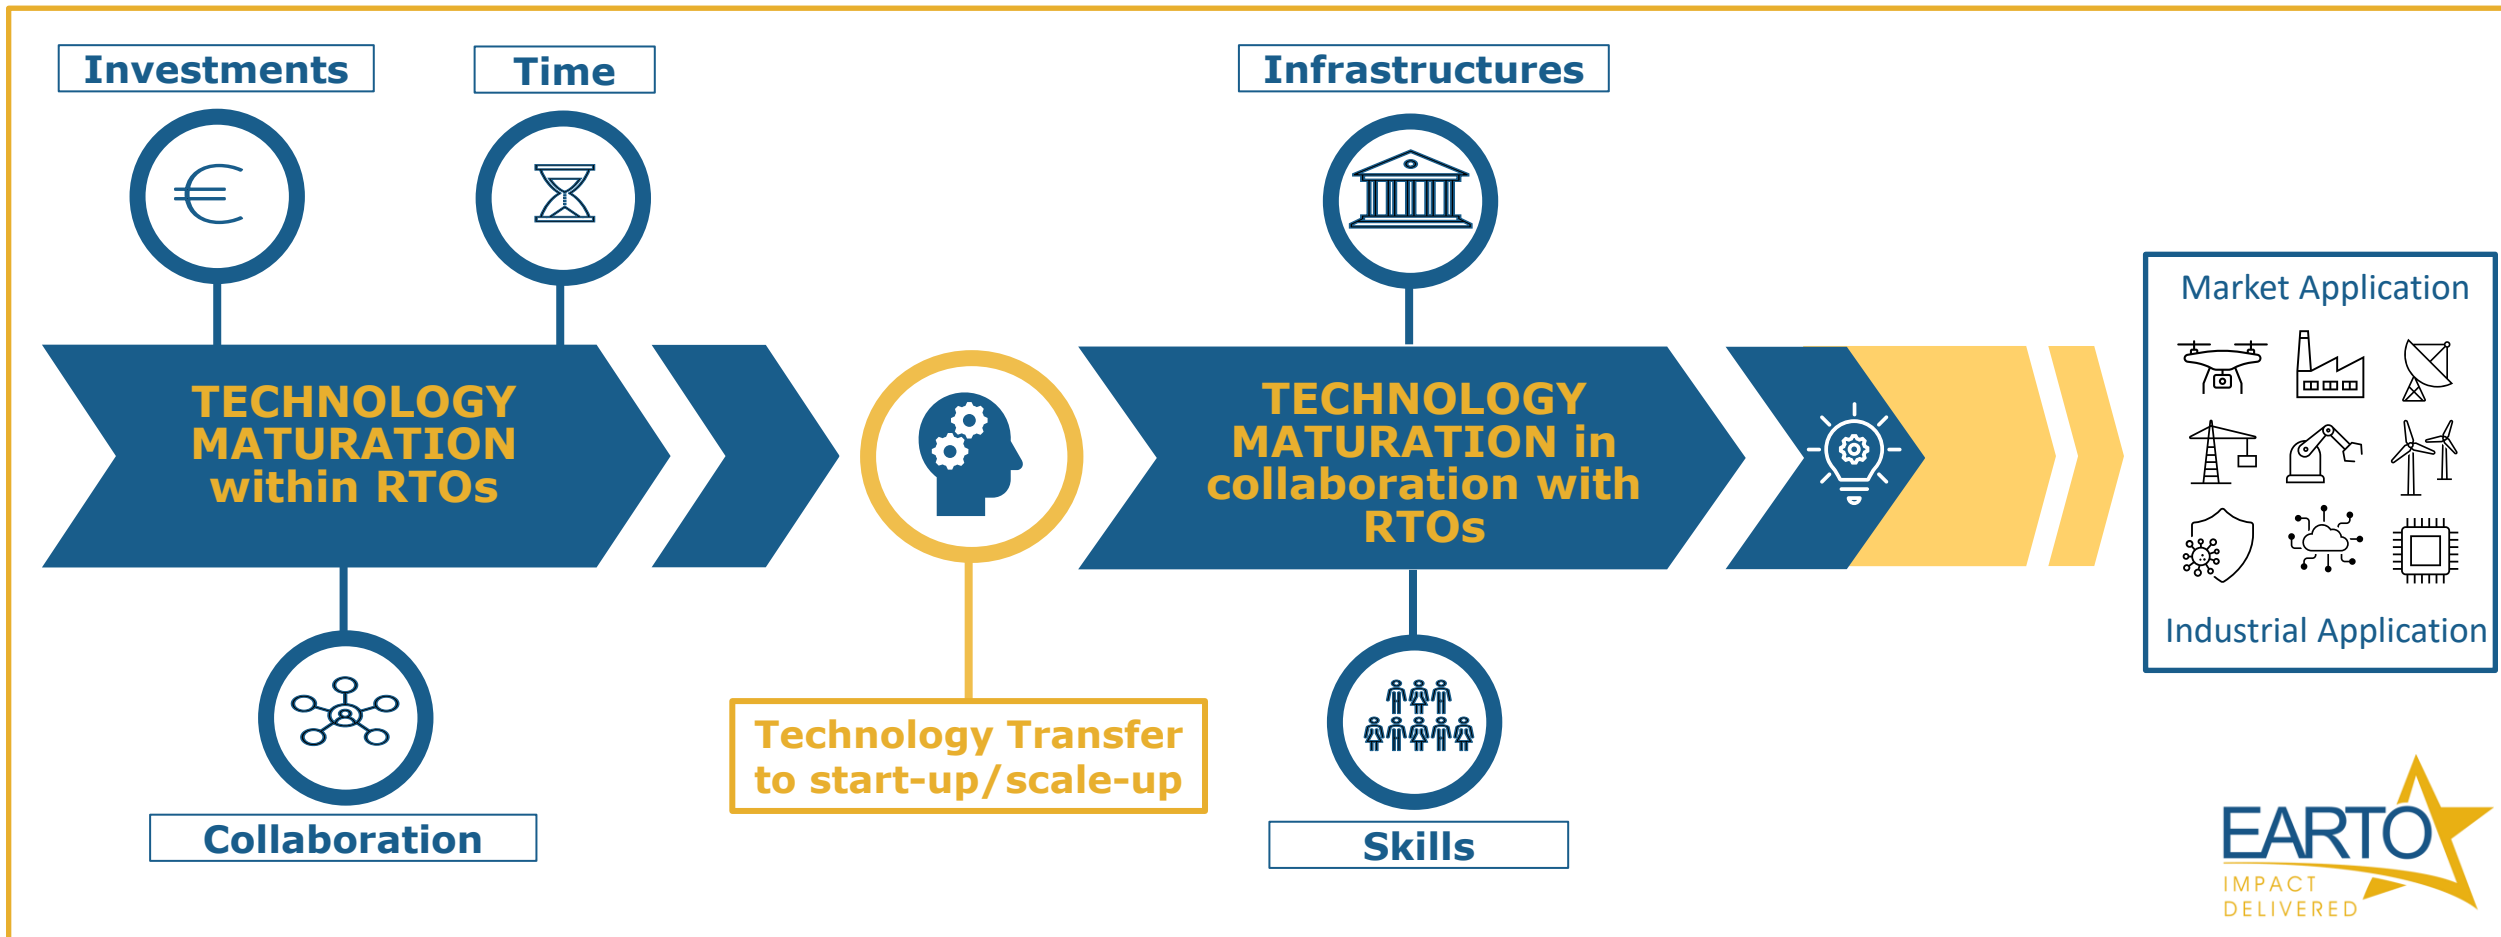 Investments
Time
Infrastructures
Market Application
TECHNOLOGY
MATURATION
within RTOs
TECHNOLOGY
MATURATION in
collaboration with
RTOs
Industrial Application
Technology Transfer
to start-up/scale-up
Collaboration
Skills
EARTO
IMPACT
DELIVERED